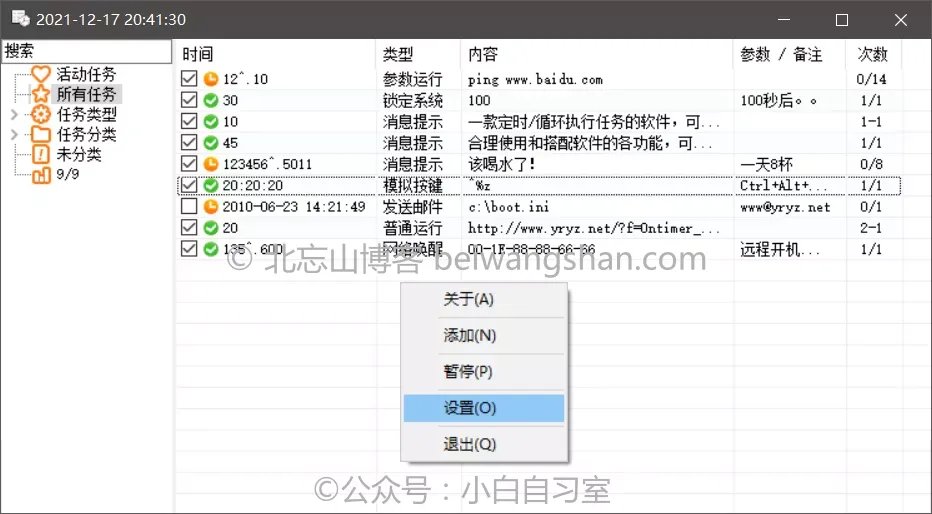 2021-12-17 20:41:30
搜索
活动任务
所有任务
任务类型
任务分类
未分类
9/9
时间 类型 内容 参数 / 备注 次数
12^.10 参数运行 ping www.baidu.com 0/14
30 锁定系统 100 100秒后。。 1/1
10 消息提示 一款定时/循环执行任务的软件，可... 1-1
45 消息提示 合理使用和搭配软件的各功能，可... 1/1
123456^.5011 消息提示 该喝水了！ 一天8杯 0/8
20:20:20 模拟按键 ^%z Ctrl+Alt+... 1/1
2010-06-23 14:21:49 发送邮件 c:\boot.ini www@yryz.net 0/1
20 普通运行 http://www.yryz.net/?f=Ontimer_... 2-1
135^.600 网络唤醒 00-1E-88-88-66-66 远程开机... 1/1
© 北忘山博客 beiwangshan.com
关于(A)
添加(N)
暂停(P)
设置(O)
退出(Q)
©公众号：小白自习室